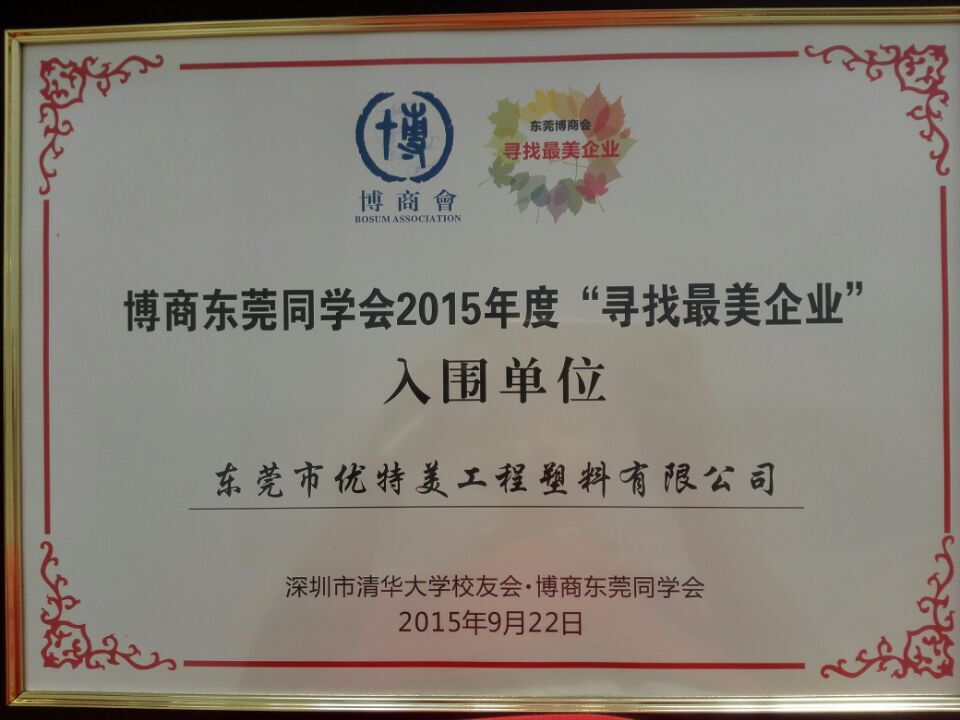 博
博商會
BOSUM ASSOCIATION
东莞博商会
寻找最美企业
博商东莞同学会2015年度“寻找最美企业”
入围单位
东莞市优特美工程塑料有限公司
深圳市清华大学校友会·博商东莞同学会
2015年9月22日